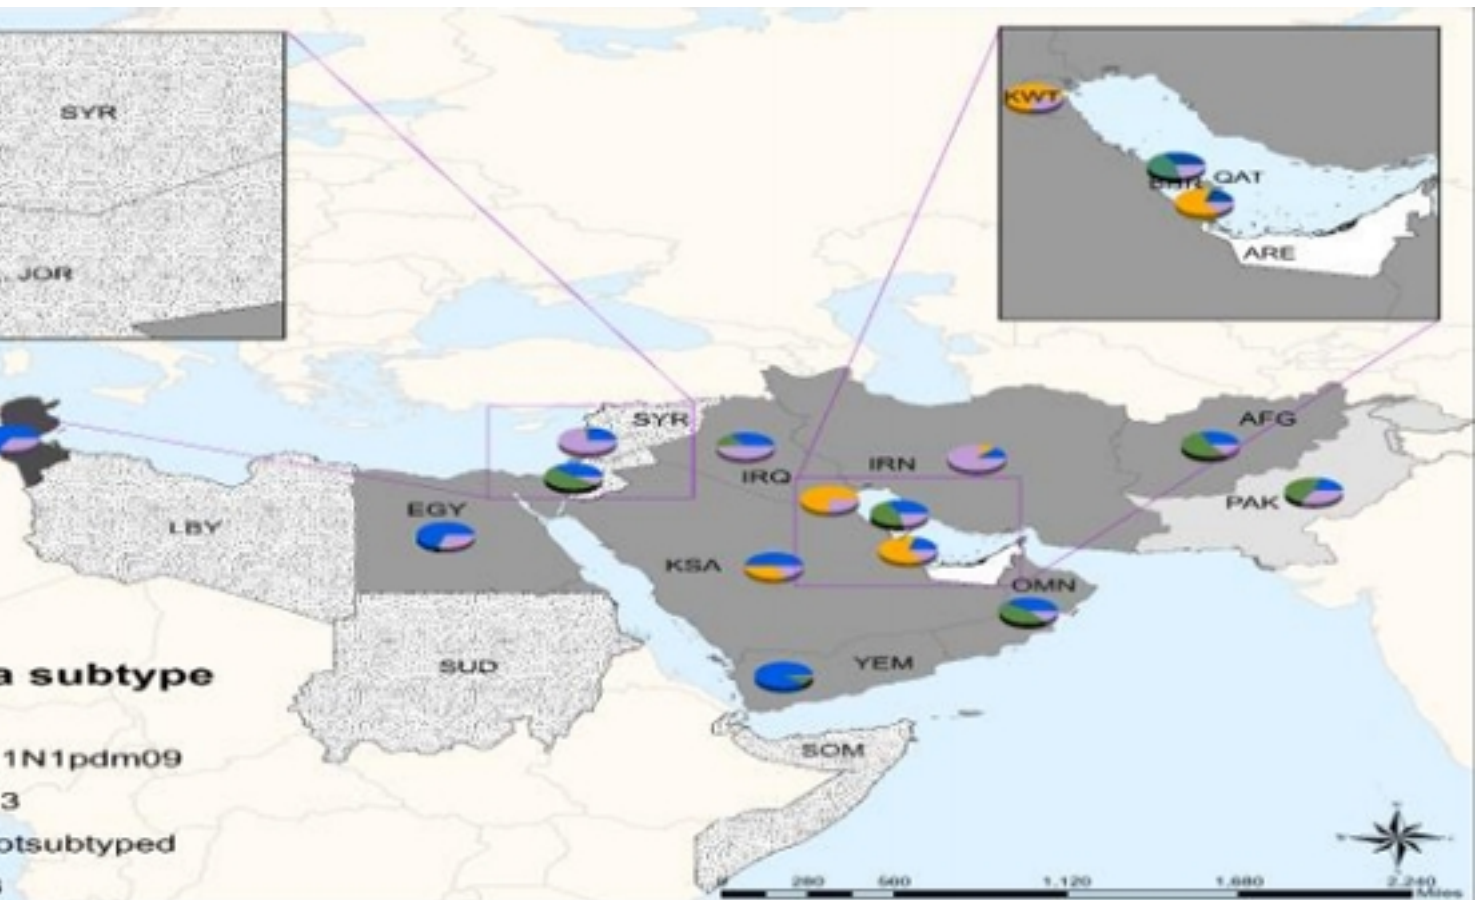 SYR
JOR
KWT
QAT
ARE
SYR
IRQ
IRN
AFG
PAK
LBY
EGY
KSA
OMN
SUD
YEM
SOM
a subtype
1N1pdm09
3
otsubtyped
280 560 1.120 1.680 2.240
Miles